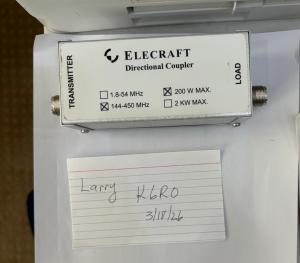 ELECRAFT
Directional Coupler
TRANSMITTER
☐ 1.8-54 MHz
☒ 144-450 MHz
☒ 200 W MAX.
☐ 2 KW MAX.
LOAD
Larry K6RO
3/18/26